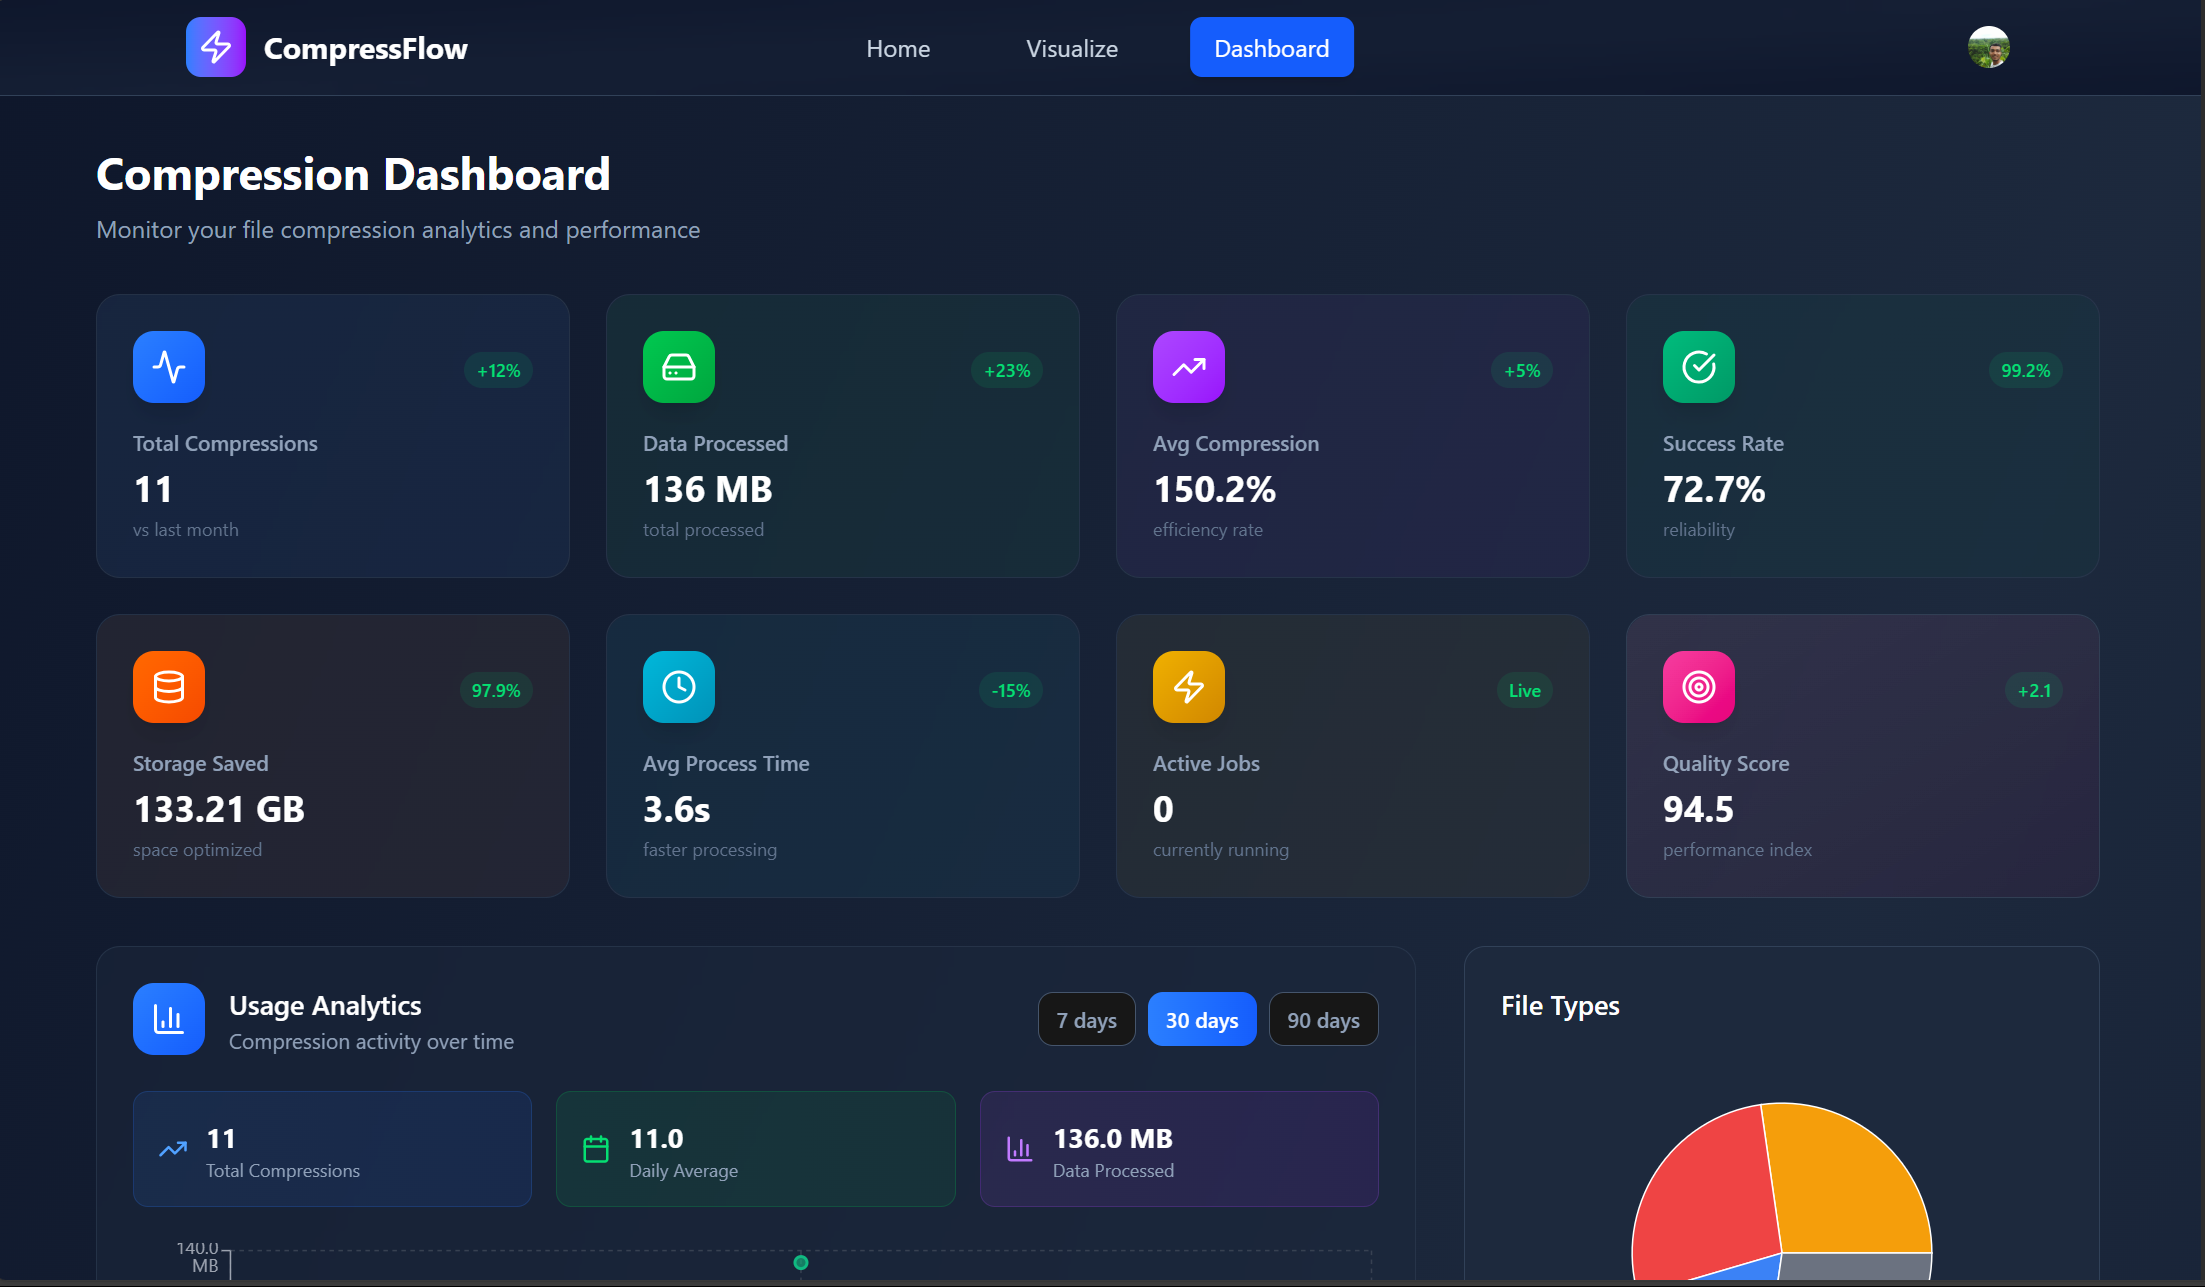 CompressFlow
Home
Visualize
Dashboard
Compression Dashboard
Monitor your file compression analytics and performance
+12%
Total Compressions
11
vs last month
+23%
Data Processed
136 MB
total processed
+5%
Avg Compression
150.2%
efficiency rate
99.2%
Success Rate
72.7%
reliability
97.9%
Storage Saved
133.21 GB
space optimized
-15%
Avg Process Time
3.6s
faster processing
Live
Active Jobs
0
currently running
+2.1
Quality Score
94.5
performance index
Usage Analytics
Compression activity over time
7 days
30 days
90 days
11
Total Compressions
11.0
Daily Average
136.0 MB
Data Processed
140.0
MB
File Types